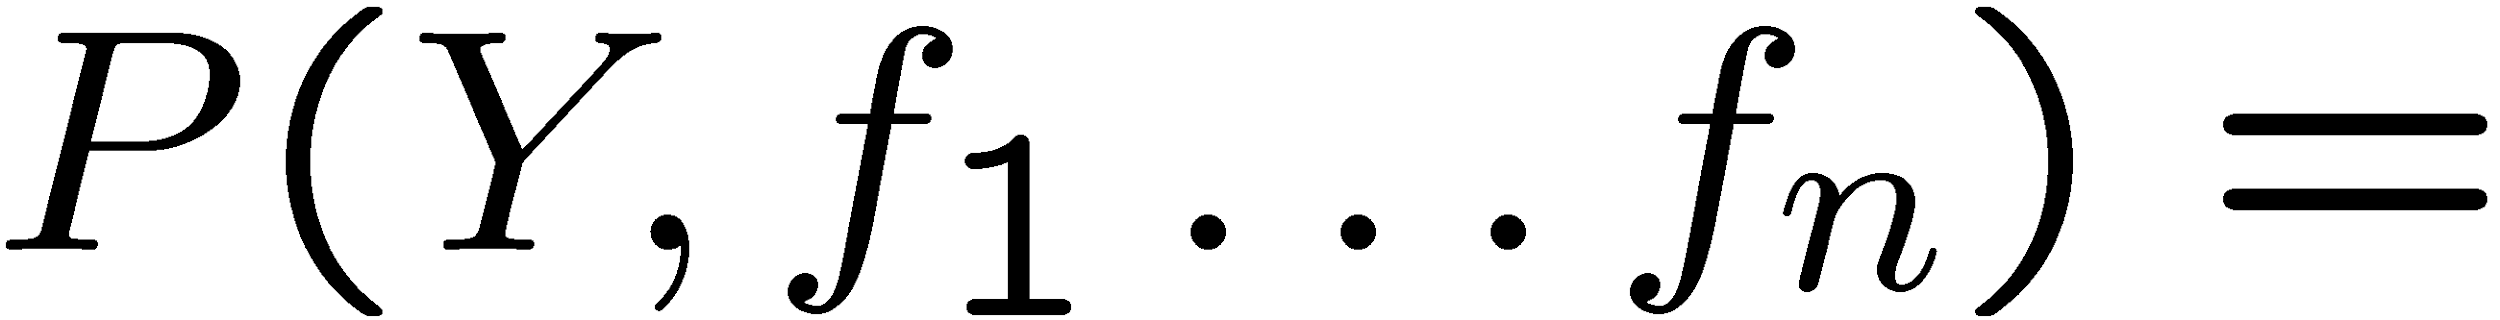 P(Y, f₁ . . . fₙ) =